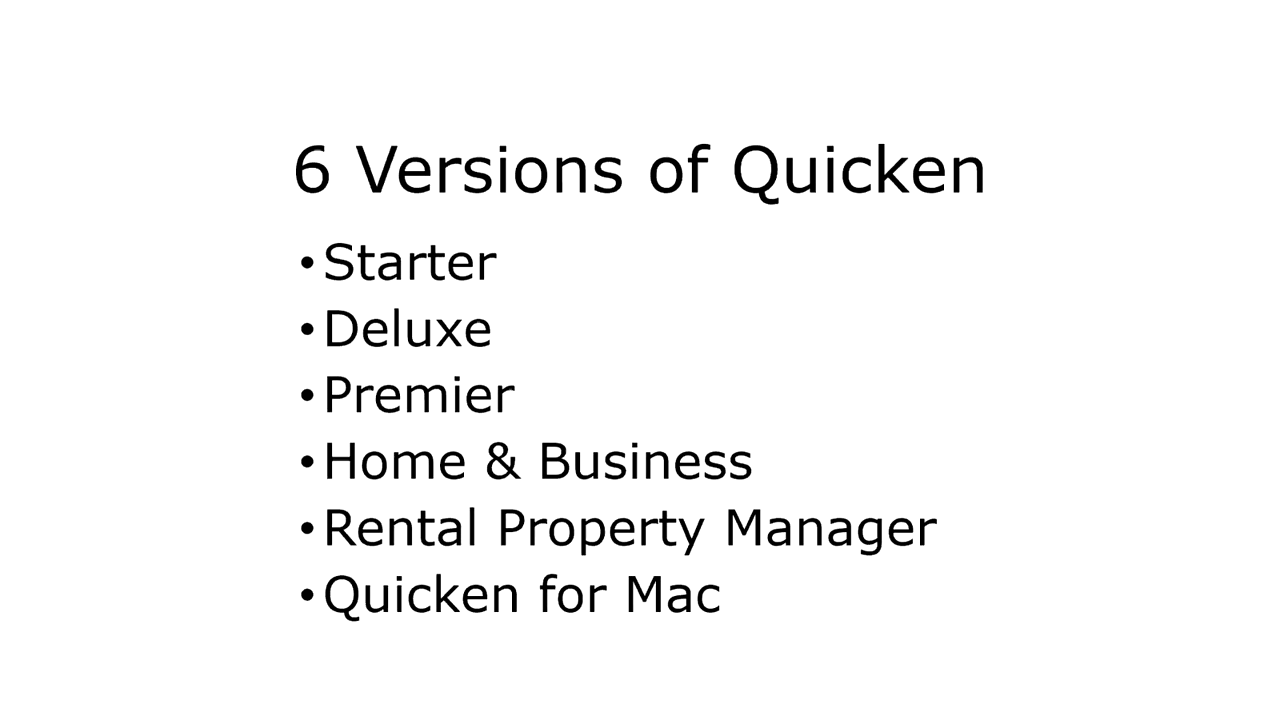 6 Versions of Quicken
•Starter
•Deluxe
•Premier
•Home & Business
•Rental Property Manager
•Quicken for Mac